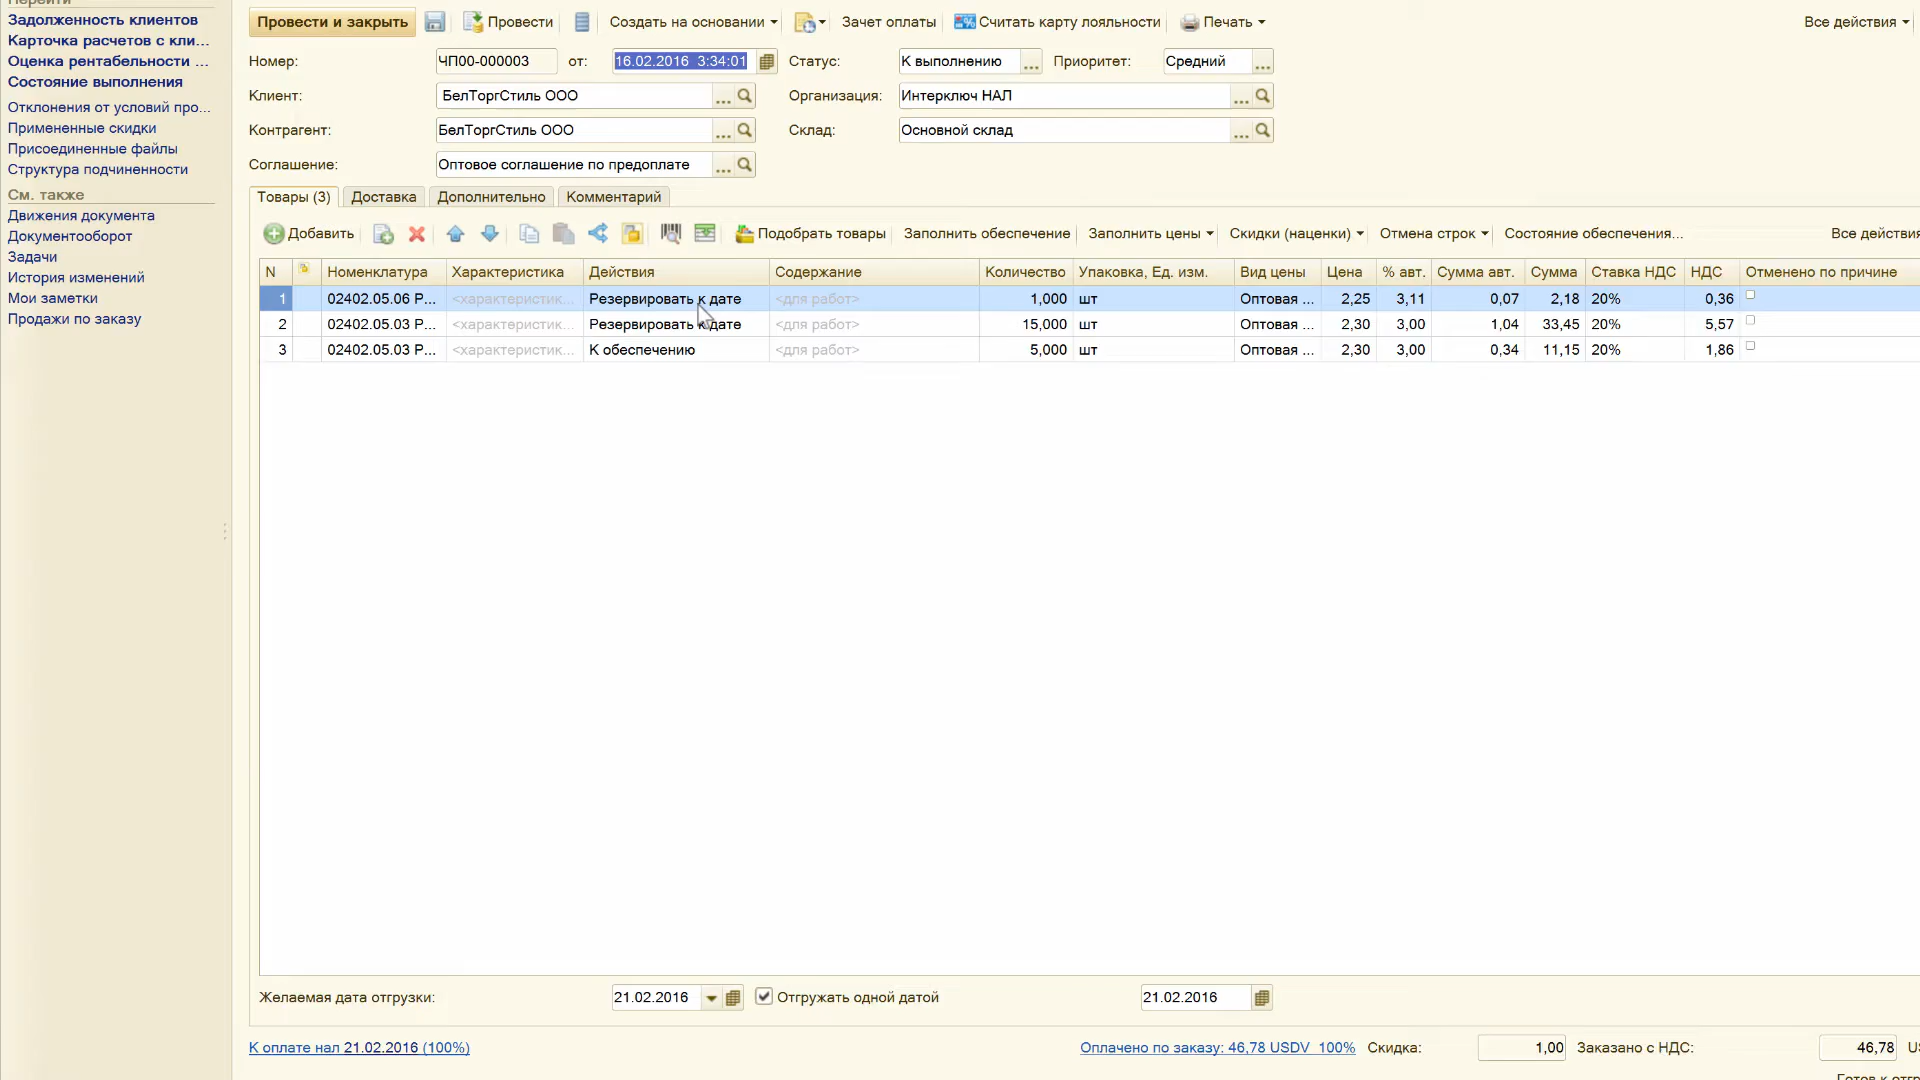 Перейти
Задолженность клиентов
Карточка расчетов с кли...
Оценка рентабельности ...
Состояние выполнения
Отклонения от условий про...
Примененные скидки
Присоединенные файлы
Структура подчиненности
См. также
Движения документа
Документооборот
Задачи
История изменений
Мои заметки
Продажи по заказу
Провести и закрыть Провести Создать на основании Зачет оплаты Считать карту лояльности Печать Все действия
Номер: ЧП00-000003 от: 16.02.2016 3:34:01 Статус: К выполнению ... Приоритет: Средний ...
Клиент: БелТоргСтиль ООО ... Организация: Интерключ НАЛ ...
Контрагент: БелТоргСтиль ООО ... Склад: Основной склад ...
Соглашение: Оптовое соглашение по предоплате ...
Товары (3) Доставка Дополнительно Комментарий
Добавить Подобрать товары Заполнить обеспечение Заполнить цены Скидки (наценки) Отмена строк Состояние обеспечения... Все действия
N Номенклатура Характеристика Действия Содержание Количество Упаковка, Ед. изм. Вид цены Цена % авт. Сумма авт. Сумма Ставка НДС НДС Отменено по причине
1 02402.05.06 Р... <характеристик... Резервировать к дате <для работ> 1,000 шт Оптовая ... 2,25 3,11 0,07 2,18 20% 0,36
2 02402.05.03 Р... <характеристик... Резервировать к дате <для работ> 15,000 шт Оптовая ... 2,30 3,00 1,04 33,45 20% 5,57
3 02402.05.03 Р... <характеристик... К обеспечению <для работ> 5,000 шт Оптовая ... 2,30 3,00 0,34 11,15 20% 1,86
Желаемая дата отгрузки: 21.02.2016 Отгружать одной датой 21.02.2016
К оплате нал 21.02.2016 (100%) Оплачено по заказу: 46,78 USDV 100% Скидка: 1,00 Заказано с НДС: 46,78